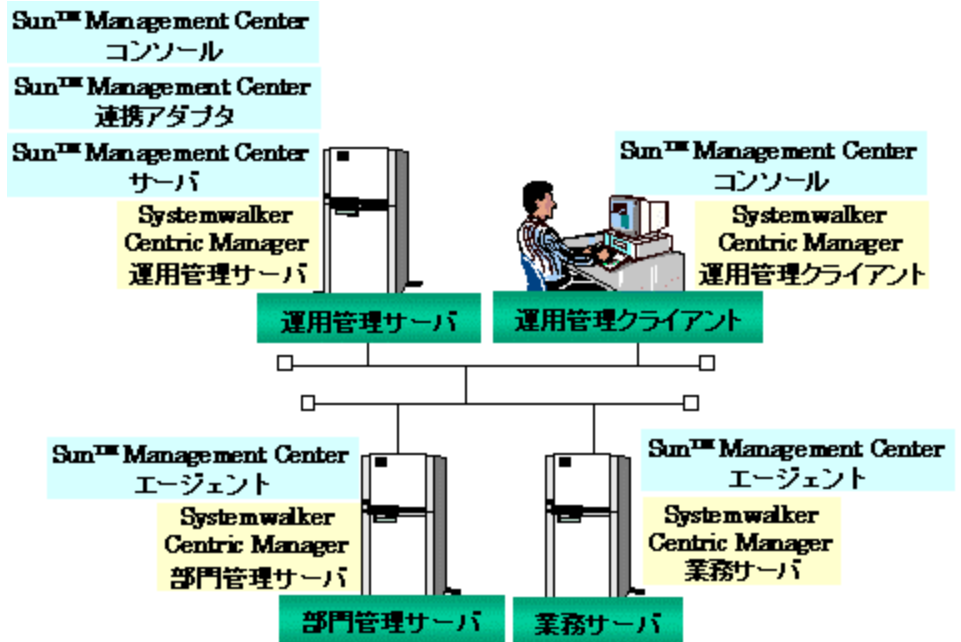 Sun™ Management Center
コンソール
Sun™ Management Center
連携アダプタ
Sun™ Management Center
サーバ
Systemwalker
Centric Manager
運用管理サーバ
運用管理サーバ
Sun™ Management Center
コンソール
Systemwalker
Centric Manager
運用管理クライアント
運用管理クライアント
Sun™ Management Center
エージェント
Systemwalker
Centric Manager
部門管理サーバ
部門管理サーバ
Sun™ Management Center
エージェント
Systemwalker
Centric Manager
業務サーバ
業務サーバ